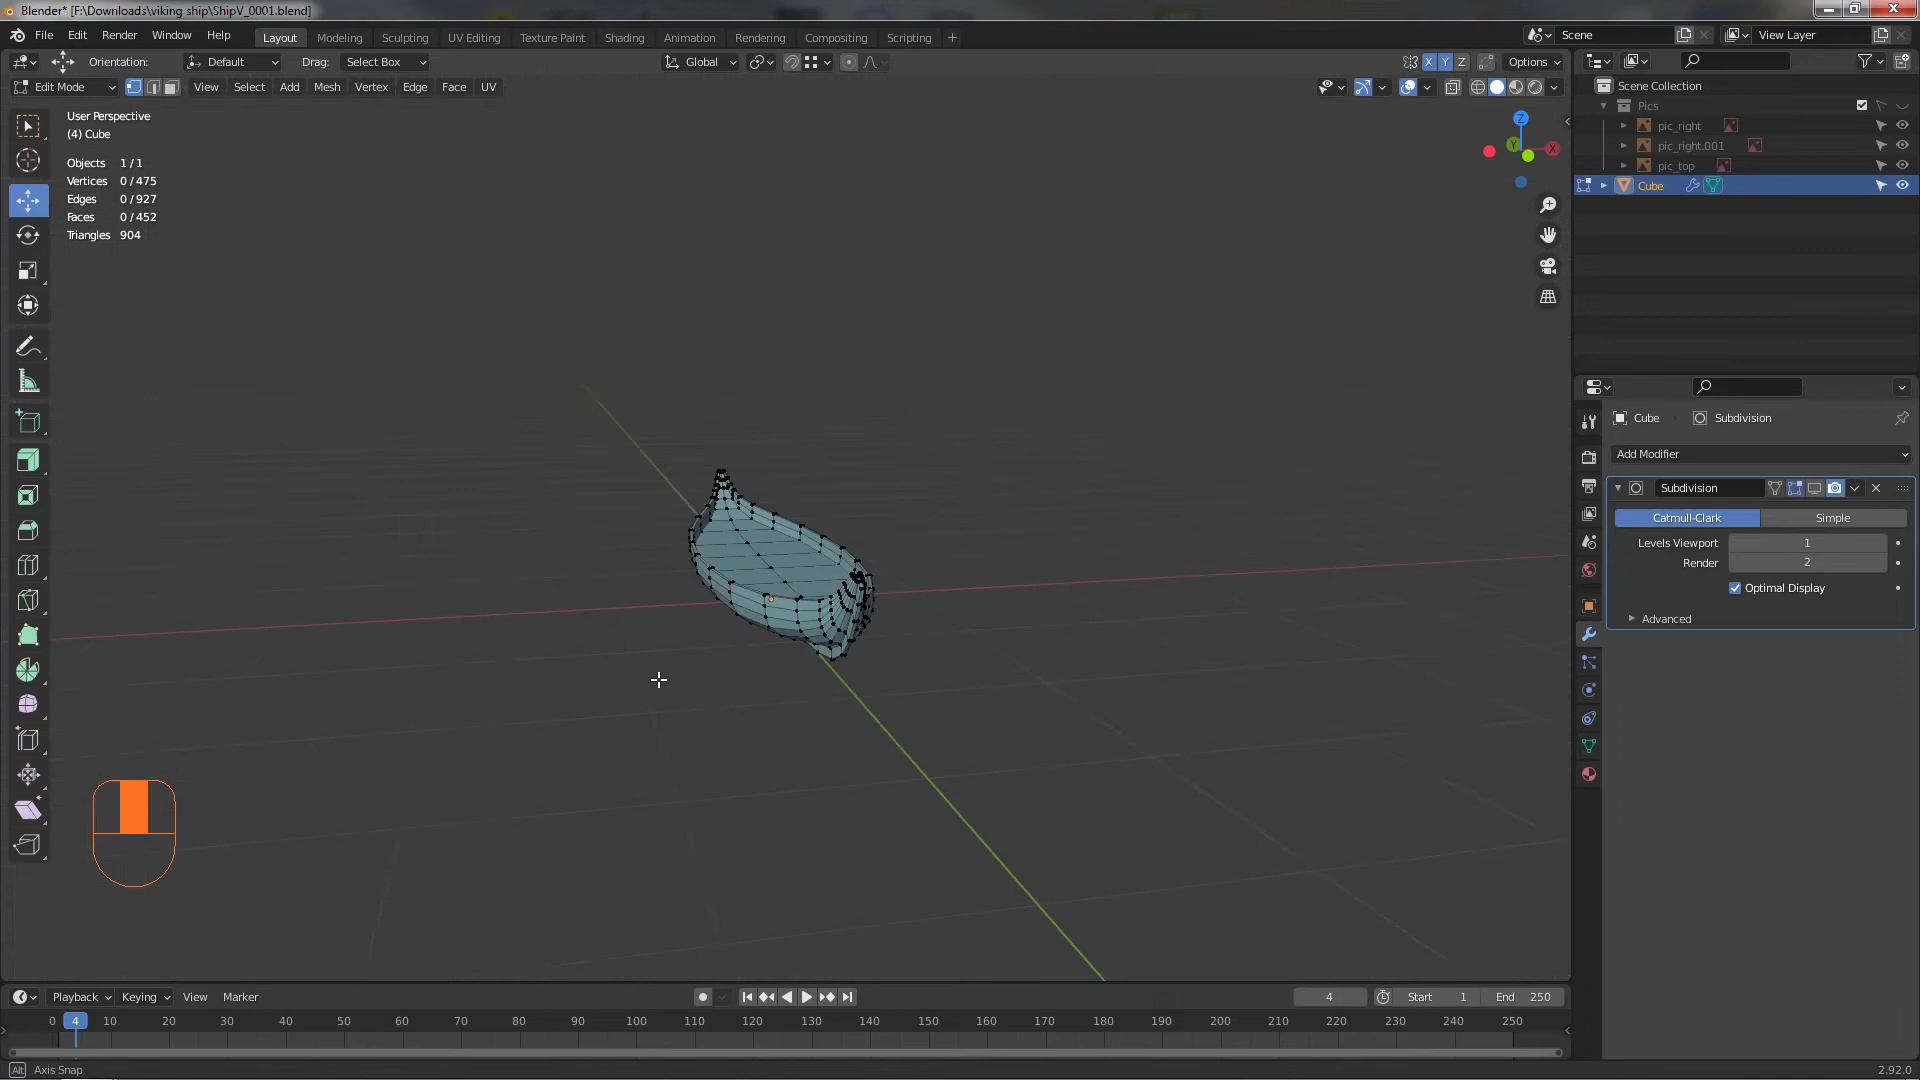 Blender* [F:\Downloads\viking ship\ShipV_0001.blend]
File Edit Render Window Help Layout Modeling Sculpting UV Editing Texture Paint Shading Animation Rendering Compositing Scripting + Scene View Layer
Orientation: Default Drag: Select Box Global X Y Z Options
Edit Mode View Select Add Mesh Vertex Edge Face UV
User Perspective
(4) Cube
Objects 1/1
Vertices 0/475
Edges 0/927
Faces 0/452
Triangles 904
Z
Y
X
Scene Collection
Pics
pic_right
pic_right.001
pic_top
Cube
Cube Subdivision
Add Modifier
Subdivision
Catmull-Clark Simple
Levels Viewport 1
Render 2
Optimal Display
Advanced
Playback Keying View Marker 4 Start 1 End 250
0 4 10 20 30 40 50 60 70 80 90 100 110 120 130 140 150 160 170 180 190 200 210 220 230 240 250
Alt Axis Snap 2.92.0